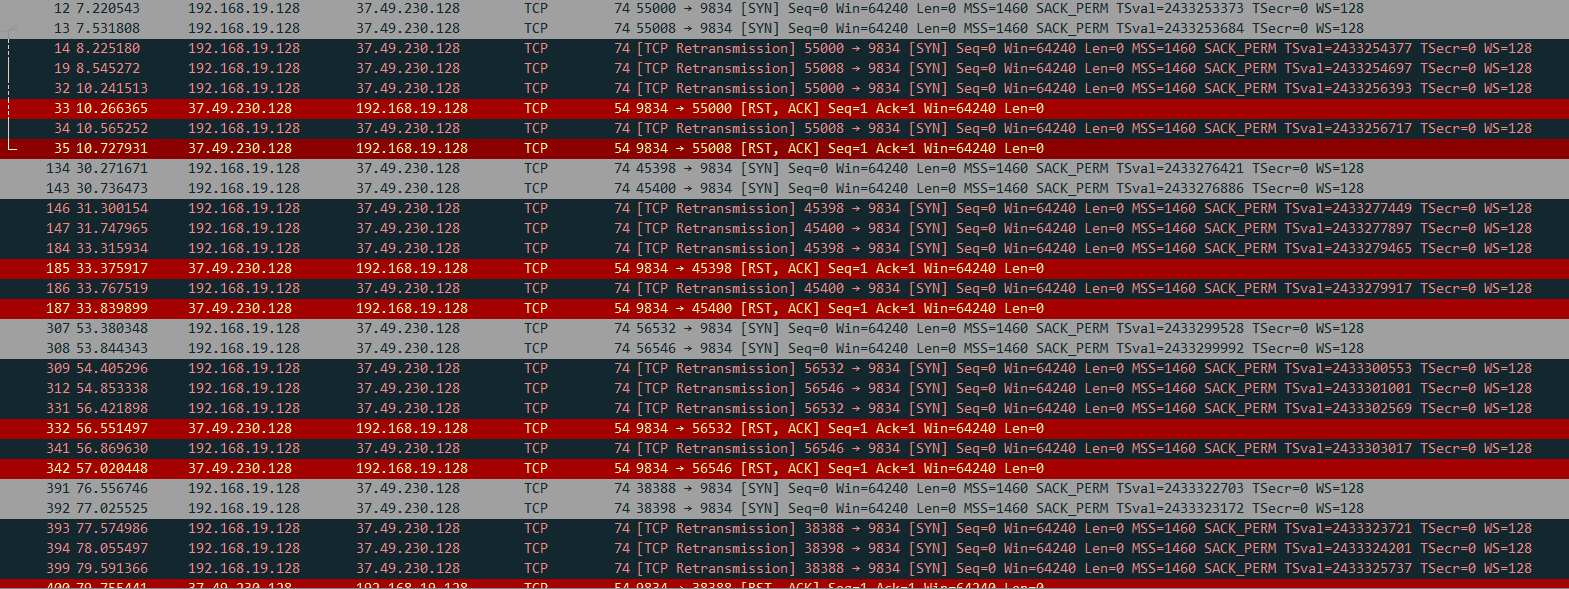 12 7.220543 192.168.19.128 37.49.230.128 TCP 74 55000 → 9834 [SYN] Seq=0 Win=64240 Len=0 MSS=1460 SACK_PERM TSval=2433253373 TSecr=0 WS=128
13 7.531808 192.168.19.128 37.49.230.128 TCP 74 55008 → 9834 [SYN] Seq=0 Win=64240 Len=0 MSS=1460 SACK_PERM TSval=2433253684 TSecr=0 WS=128
14 8.225180 192.168.19.128 37.49.230.128 TCP 74 [TCP Retransmission] 55000 → 9834 [SYN] Seq=0 Win=64240 Len=0 MSS=1460 SACK_PERM TSval=2433254377 TSecr=0 WS=128
19 8.545272 192.168.19.128 37.49.230.128 TCP 74 [TCP Retransmission] 55008 → 9834 [SYN] Seq=0 Win=64240 Len=0 MSS=1460 SACK_PERM TSval=2433254697 TSecr=0 WS=128
32 10.241513 192.168.19.128 37.49.230.128 TCP 74 [TCP Retransmission] 55000 → 9834 [SYN] Seq=0 Win=64240 Len=0 MSS=1460 SACK_PERM TSval=2433256393 TSecr=0 WS=128
33 10.266365 37.49.230.128 192.168.19.128 TCP 54 9834 → 55000 [RST, ACK] Seq=1 Ack=1 Win=64240 Len=0
34 10.565252 192.168.19.128 37.49.230.128 TCP 74 [TCP Retransmission] 55008 → 9834 [SYN] Seq=0 Win=64240 Len=0 MSS=1460 SACK_PERM TSval=2433256717 TSecr=0 WS=128
35 10.727931 37.49.230.128 192.168.19.128 TCP 54 9834 → 55008 [RST, ACK] Seq=1 Ack=1 Win=64240 Len=0
134 30.271671 192.168.19.128 37.49.230.128 TCP 74 45398 → 9834 [SYN] Seq=0 Win=64240 Len=0 MSS=1460 SACK_PERM TSval=2433276421 TSecr=0 WS=128
143 30.736473 192.168.19.128 37.49.230.128 TCP 74 45400 → 9834 [SYN] Seq=0 Win=64240 Len=0 MSS=1460 SACK_PERM TSval=2433276886 TSecr=0 WS=128
146 31.300154 192.168.19.128 37.49.230.128 TCP 74 [TCP Retransmission] 45398 → 9834 [SYN] Seq=0 Win=64240 Len=0 MSS=1460 SACK_PERM TSval=2433277449 TSecr=0 WS=128
147 31.747965 192.168.19.128 37.49.230.128 TCP 74 [TCP Retransmission] 45400 → 9834 [SYN] Seq=0 Win=64240 Len=0 MSS=1460 SACK_PERM TSval=2433277897 TSecr=0 WS=128
184 33.315934 192.168.19.128 37.49.230.128 TCP 74 [TCP Retransmission] 45398 → 9834 [SYN] Seq=0 Win=64240 Len=0 MSS=1460 SACK_PERM TSval=2433279465 TSecr=0 WS=128
185 33.375917 37.49.230.128 192.168.19.128 TCP 54 9834 → 45398 [RST, ACK] Seq=1 Ack=1 Win=64240 Len=0
186 33.767519 192.168.19.128 37.49.230.128 TCP 74 [TCP Retransmission] 45400 → 9834 [SYN] Seq=0 Win=64240 Len=0 MSS=1460 SACK_PERM TSval=2433279917 TSecr=0 WS=128
187 33.839899 37.49.230.128 192.168.19.128 TCP 54 9834 → 45400 [RST, ACK] Seq=1 Ack=1 Win=64240 Len=0
307 53.380348 192.168.19.128 37.49.230.128 TCP 74 56532 → 9834 [SYN] Seq=0 Win=64240 Len=0 MSS=1460 SACK_PERM TSval=2433299528 TSecr=0 WS=128
308 53.844343 192.168.19.128 37.49.230.128 TCP 74 56546 → 9834 [SYN] Seq=0 Win=64240 Len=0 MSS=1460 SACK_PERM TSval=2433299992 TSecr=0 WS=128
309 54.405296 192.168.19.128 37.49.230.128 TCP 74 [TCP Retransmission] 56532 → 9834 [SYN] Seq=0 Win=64240 Len=0 MSS=1460 SACK_PERM TSval=2433300553 TSecr=0 WS=128
312 54.853338 192.168.19.128 37.49.230.128 TCP 74 [TCP Retransmission] 56546 → 9834 [SYN] Seq=0 Win=64240 Len=0 MSS=1460 SACK_PERM TSval=2433301001 TSecr=0 WS=128
331 56.421898 192.168.19.128 37.49.230.128 TCP 74 [TCP Retransmission] 56532 → 9834 [SYN] Seq=0 Win=64240 Len=0 MSS=1460 SACK_PERM TSval=2433302569 TSecr=0 WS=128
332 56.551497 37.49.230.128 192.168.19.128 TCP 54 9834 → 56532 [RST, ACK] Seq=1 Ack=1 Win=64240 Len=0
341 56.869630 192.168.19.128 37.49.230.128 TCP 74 [TCP Retransmission] 56546 → 9834 [SYN] Seq=0 Win=64240 Len=0 MSS=1460 SACK_PERM TSval=2433303017 TSecr=0 WS=128
342 57.020448 37.49.230.128 192.168.19.128 TCP 54 9834 → 56546 [RST, ACK] Seq=1 Ack=1 Win=64240 Len=0
391 76.556746 192.168.19.128 37.49.230.128 TCP 74 38388 → 9834 [SYN] Seq=0 Win=64240 Len=0 MSS=1460 SACK_PERM TSval=2433322703 TSecr=0 WS=128
392 77.025525 192.168.19.128 37.49.230.128 TCP 74 38398 → 9834 [SYN] Seq=0 Win=64240 Len=0 MSS=1460 SACK_PERM TSval=2433323172 TSecr=0 WS=128
393 77.574986 192.168.19.128 37.49.230.128 TCP 74 [TCP Retransmission] 38388 → 9834 [SYN] Seq=0 Win=64240 Len=0 MSS=1460 SACK_PERM TSval=2433323721 TSecr=0 WS=128
394 78.055497 192.168.19.128 37.49.230.128 TCP 74 [TCP Retransmission] 38398 → 9834 [SYN] Seq=0 Win=64240 Len=0 MSS=1460 SACK_PERM TSval=2433324201 TSecr=0 WS=128
399 79.591366 192.168.19.128 37.49.230.128 TCP 74 [TCP Retransmission] 38388 → 9834 [SYN] Seq=0 Win=64240 Len=0 MSS=1460 SACK_PERM TSval=2433325737 TSecr=0 WS=128
400 79.755441 37.49.230.128 192.168.19.128 TCP 54 9834 → 38388 [RST, ACK] Seq=1 Ack=1 Win=64240 Len=0